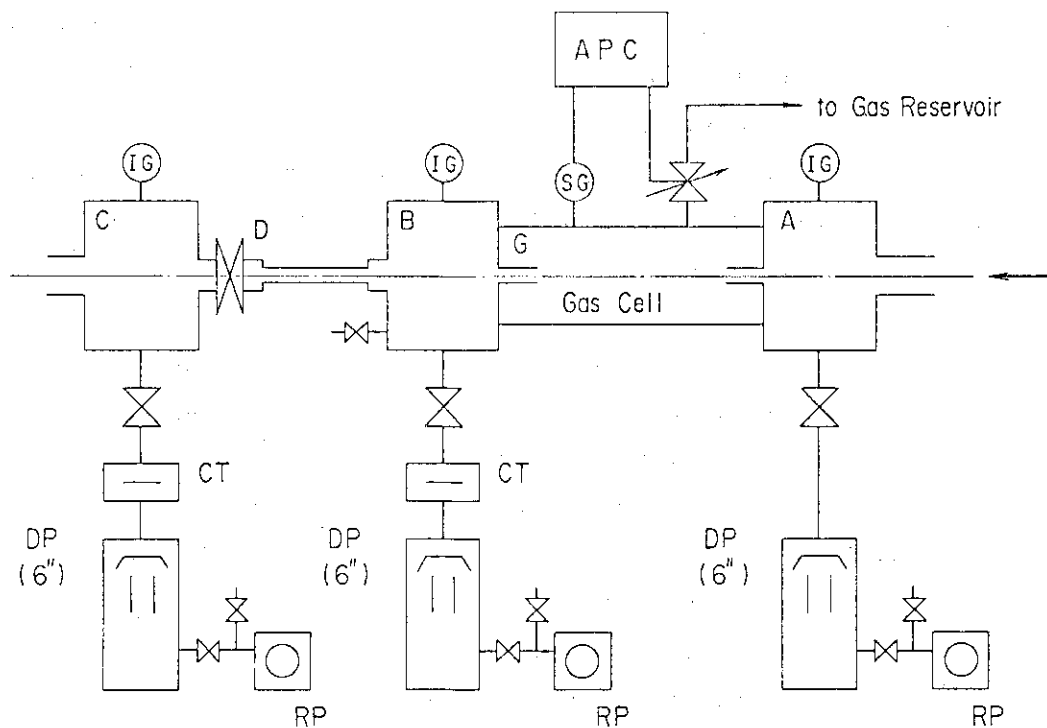 APC
to Gas Reservoir
IG
IG
SG
IG
C
D
B
G
A
Gas Cell
CT
CT
DP
(6")
DP
(6")
DP
(6")
RP
RP
RP